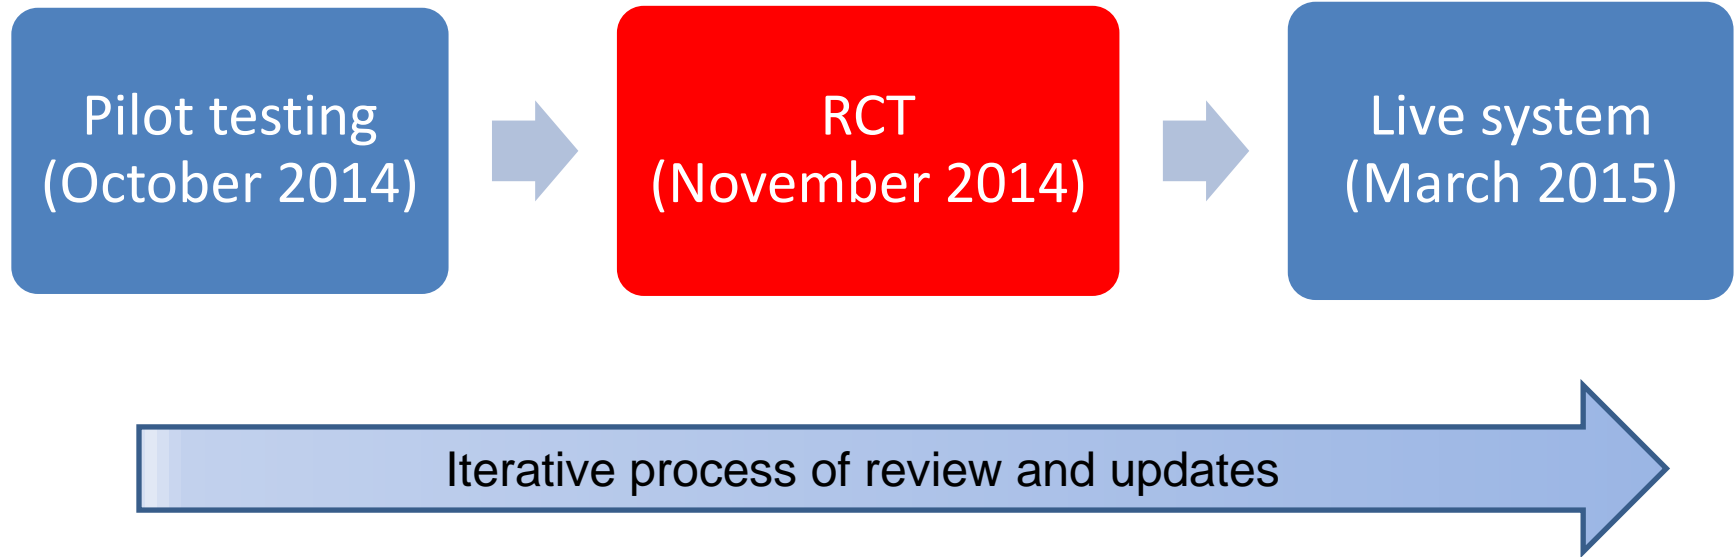 Pilot testing
(October 2014)
RCT
(November 2014)
Live system
(March 2015)
Iterative process of review and updates